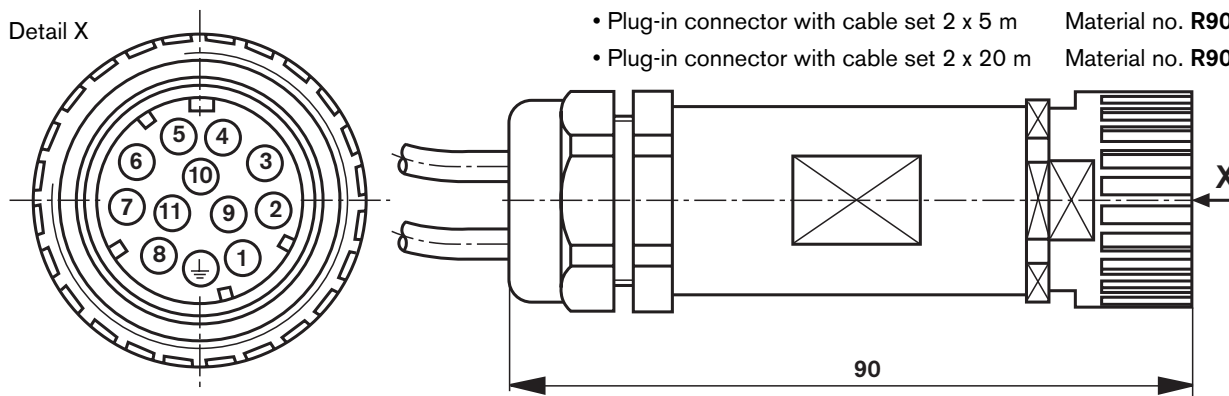 Detail X
• Plug-in connector with cable set 2 x 5 m Material no. R90
• Plug-in connector with cable set 2 x 20 m Material no. R90
5 4
6 3
10
7 11 9 2
8 1
X
90